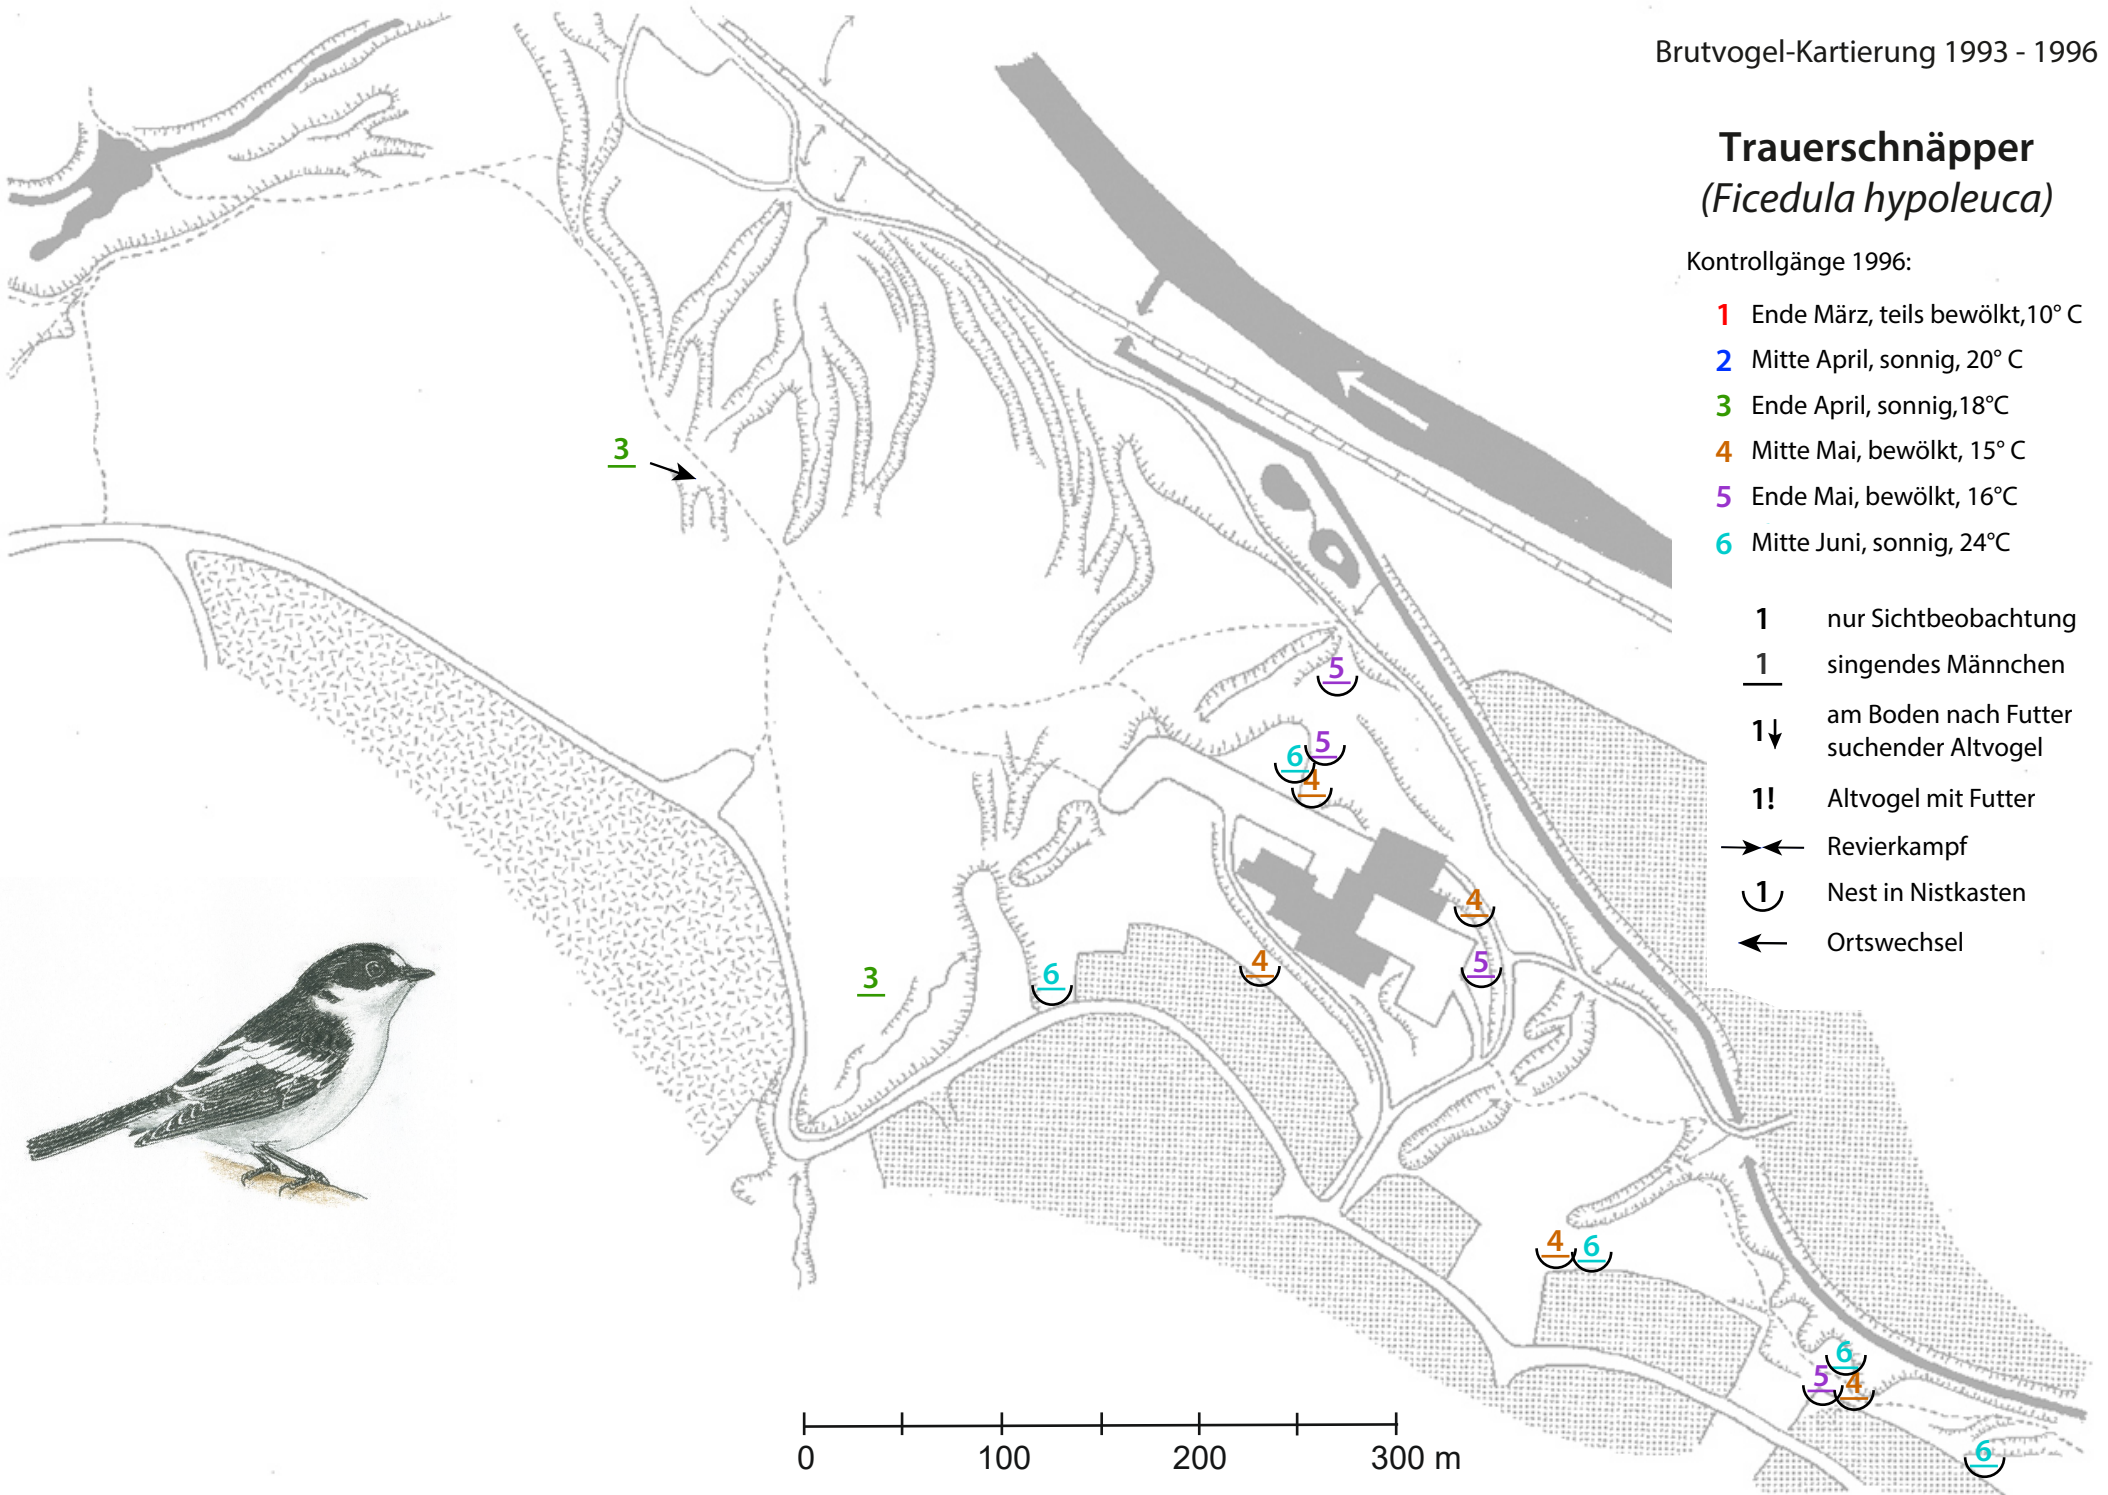 Brutvogel-Kartierung 1993 - 1996
Trauerschnäpper
(Ficedula hypoleuca)
Kontrollgänge 1996:
1 Ende März, teils bewölkt,10° C
2 Mitte April, sonnig, 20° C
3 Ende April, sonnig,18°C
4 Mitte Mai, bewölkt, 15° C
5 Ende Mai, bewölkt, 16°C
6 Mitte Juni, sonnig, 24°C
1 nur Sichtbeobachtung
1 singendes Männchen
1 am Boden nach Futter
suchender Altvogel
1! Altvogel mit Futter
Revierkampf
1 Nest in Nistkasten
Ortswechsel
3
5
5
6
4
4
4
5
3
6
4
6
6
5
4
6
0 100 200 300 m